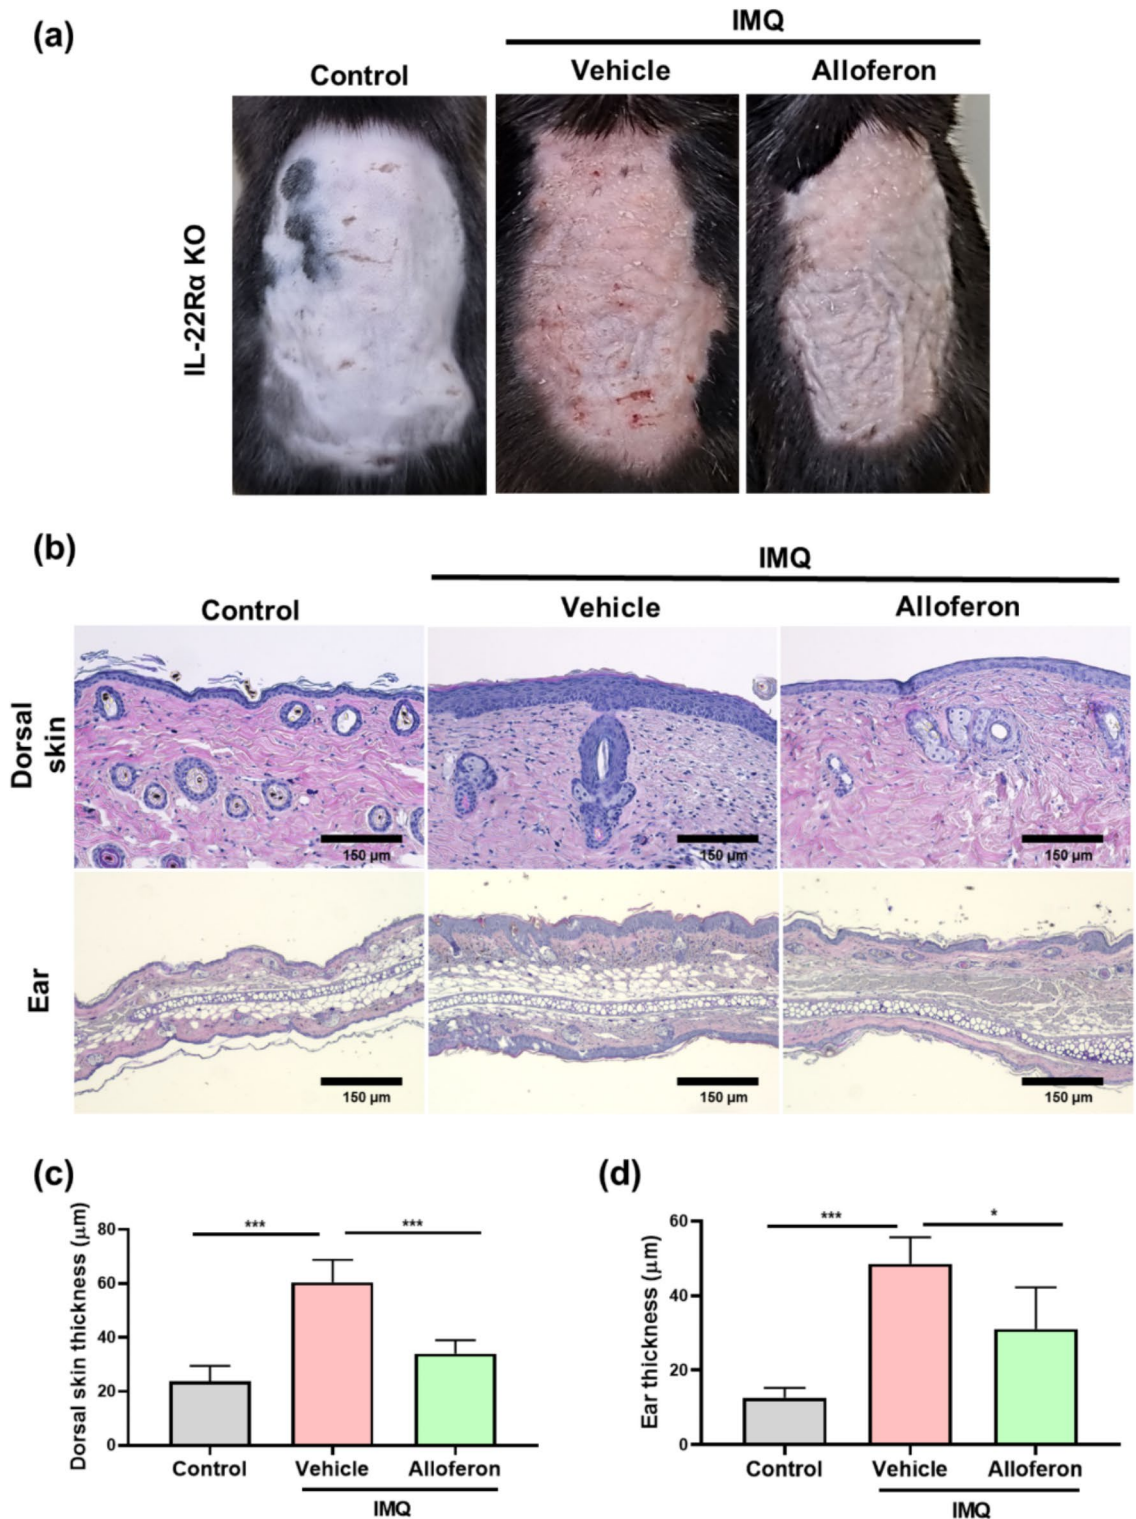 (a)
IMQ
Control
Vehicle
Alloferon
IL-22Rα KO
(b)
IMQ
Control
Vehicle
Alloferon
Dorsal
skin
150 μm
150 μm
150 μm
Ear
150 μm
150 μm
150 μm
(c)
Dorsal skin thickness (μm)
80
60
40
20
0
***
***
Control
Vehicle
Alloferon
IMQ
(d)
Ear thickness (μm)
60
40
20
0
***
*
Control
Vehicle
Alloferon
IMQ